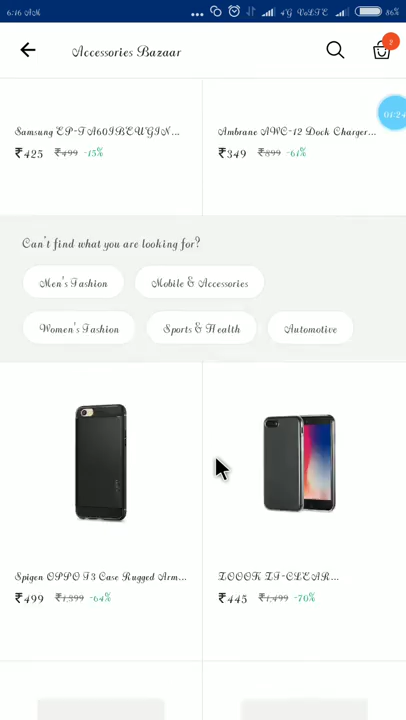 6:16 AM
4G VoLTE
86%
Accessories Bazaar
2
Samsung EP-TA60IBEUGIN...
Ambrane AWC-12 Dock Charger...
₹425 ₹499 -15%
₹349 ₹899 -61%
Can't find what you are looking for?
Men's Fashion
Mobile & Accessories
Women's Fashion
Sports & Health
Automotive
Spigen OPPO F3 Case Rugged Arm...
ZOOOK ZT-CLEAR...
₹499 ₹1,399 -64%
₹445 ₹1,499 -70%